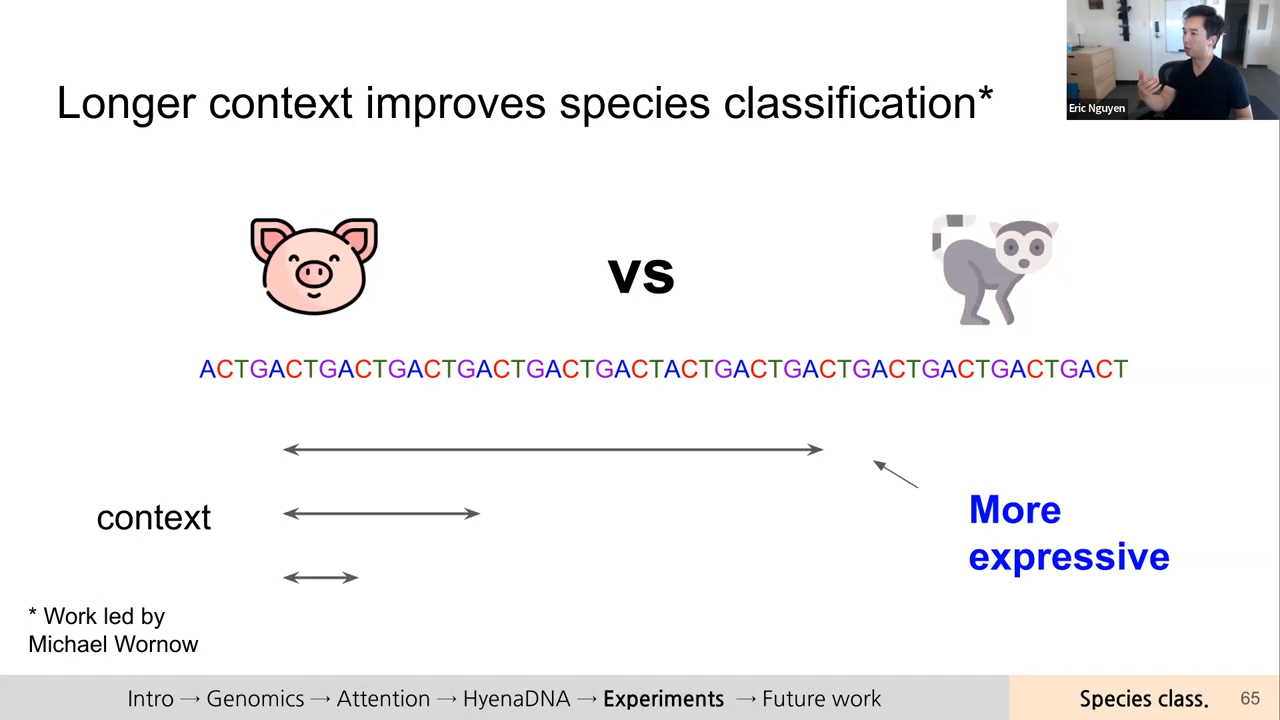 Eric Nguyen
Longer context improves species classification*
vs
ACTGACTGACTGACTGACTGACTGACTACTGACTGACTGACTGACTGACTGACT
context
More
expressive
* Work led by
Michael Wornow
Intro → Genomics → Attention → HyenaDNA → Experiments → Future work
Species class. 65